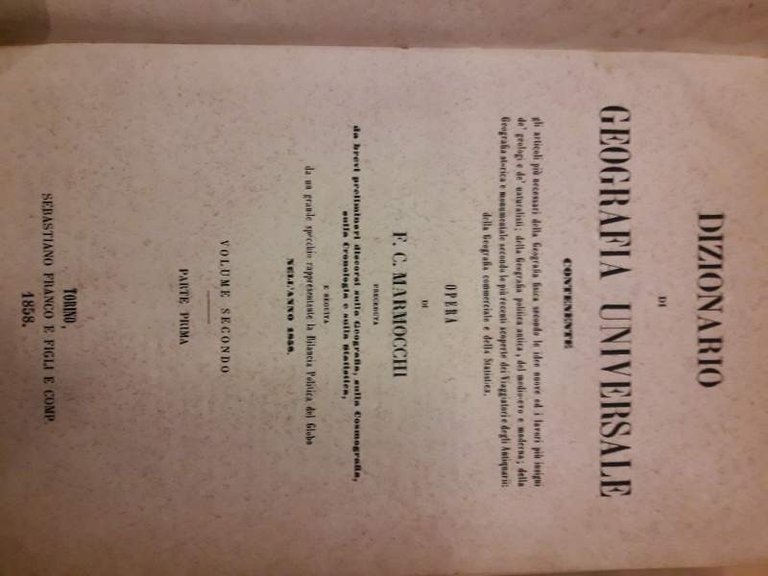 DIZIONARIO
DI
GEOGRAFIA UNIVERSALE
CONTENENTE
gli articoli più necessari della Geografia fisica secondo le idee nuove ed i lavori più insigni
de' geologi e de' naturalisti; della Geografia politica antica, del medio-evo e moderna; della
Geografia storica e monumentale secondo le più recenti scoperte dei Viaggiatori e degli Antiquarii;
della Geografia commerciale e della Statistica.
OPERA
DI
F. C. MARMOCCHI
PRECEDUTA
da brevi preliminari discorsi sulla Geografia, sulla Cosmografia,
sulla Cronologia e sulla Statistica,
E SEGUITA
da un grande specchio rappresentante la Bilancia Politica del Globo
NELL'ANNO
VOLUME SECONDO
PARTE PRIMA
TORINO,
SEBASTIANO FRANCO E FIGLI E COMP.
1858.